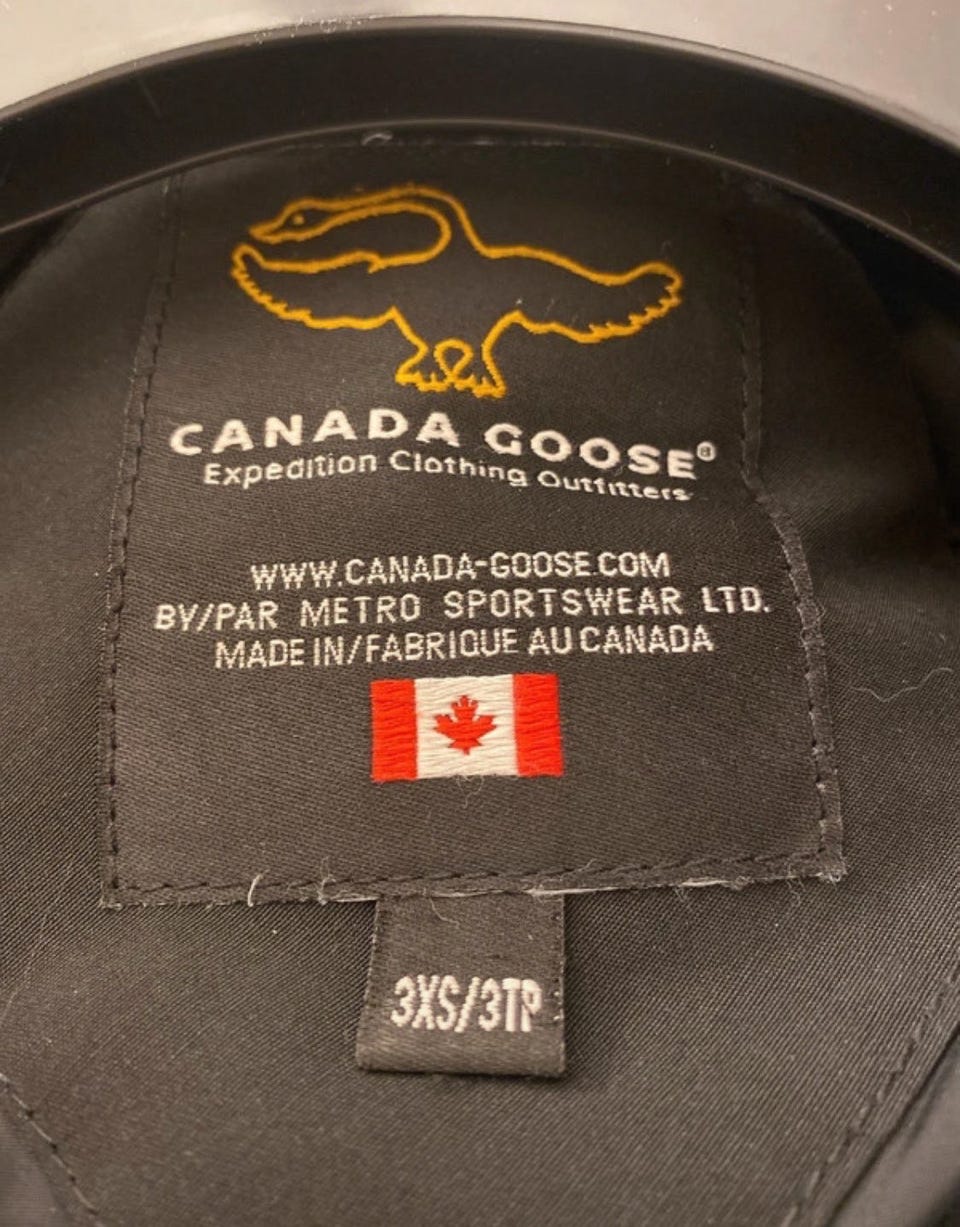 CANADA GOOSE®
Expedition Clothing Outfitters
WWW.CANADA-GOOSE.COM
BY/PAR METRO SPORTSWEAR LTD.
MADE IN/FABRIQUE AU CANADA
3XS/3TP